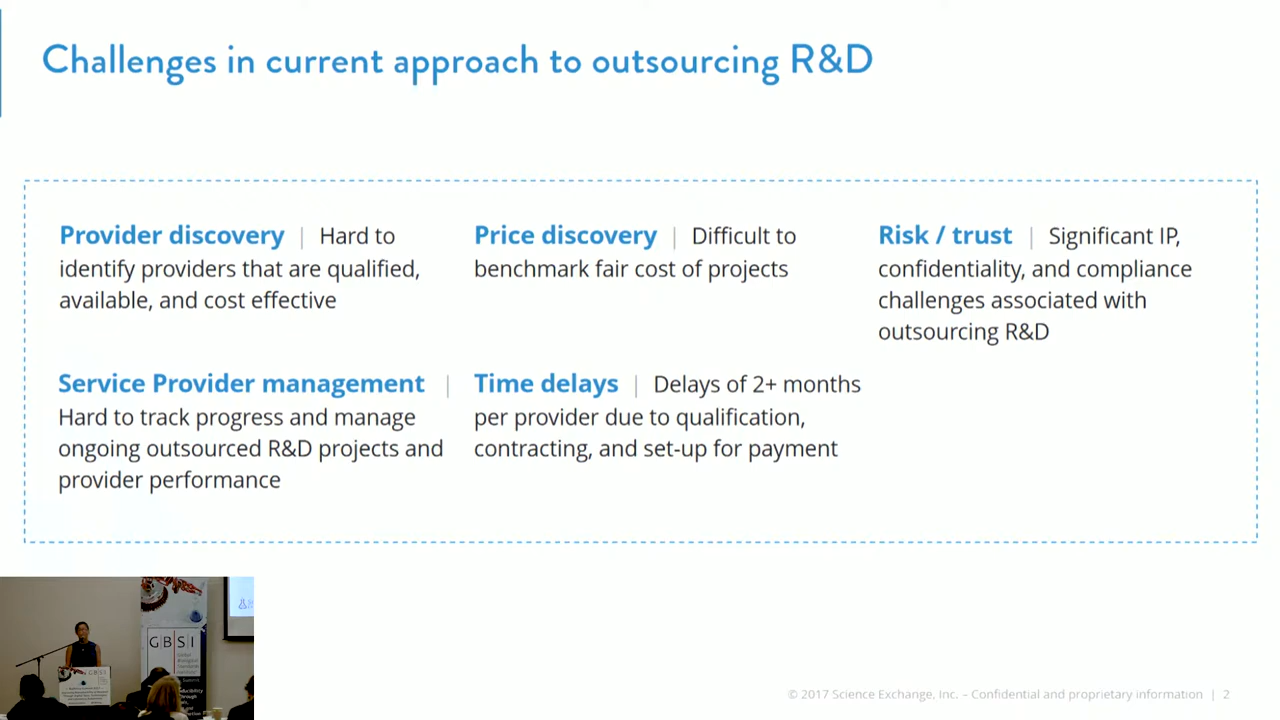 Challenges in current approach to outsourcing R&D
Provider discovery | Hard to
identify providers that are qualified,
available, and cost effective
Price discovery | Difficult to
benchmark fair cost of projects
Risk / trust | Significant IP,
confidentiality, and compliance
challenges associated with
outsourcing R&D
Service Provider management |
Hard to track progress and manage
ongoing outsourced R&D projects and
provider performance
Time delays | Delays of 2+ months
per provider due to qualification,
contracting, and set-up for payment
G|B|S|I
© 2017 Science Exchange, Inc. – Confidential and proprietary information | 2